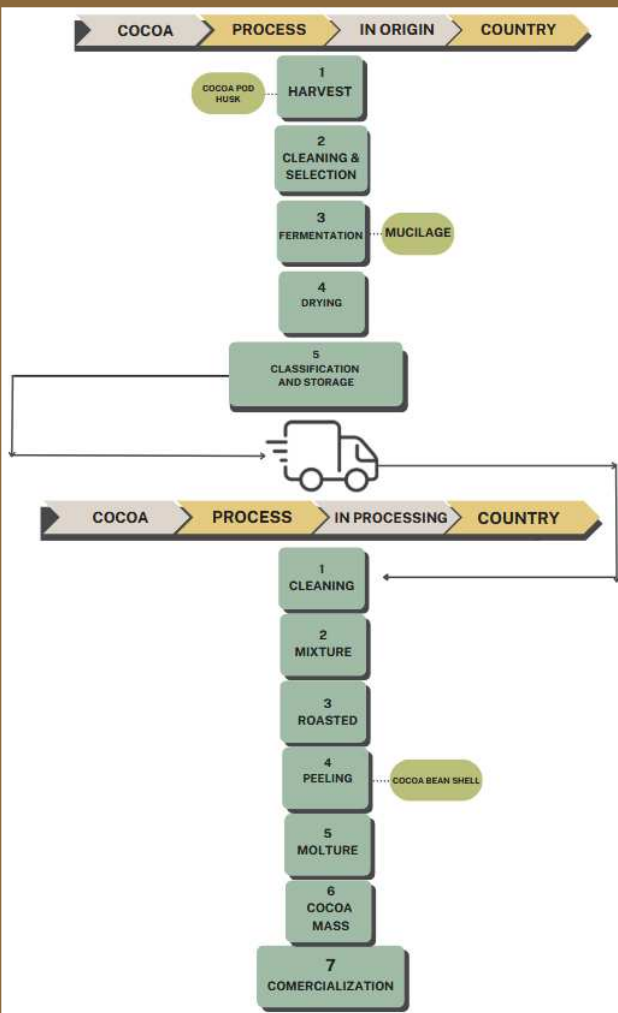 COCOA PROCESS IN ORIGIN COUNTRY
1
HARVEST
COCOA POD
HUSK
2
CLEANING &
SELECTION
3
FERMENTATION
MUCILAGE
4
DRYING
5
CLASSIFICATION
AND STORAGE
COCOA PROCESS IN PROCESSING COUNTRY
1
CLEANING
2
MIXTURE
3
ROASTED
4
PEELING
COCOA BEAN SHELL
5
MOLTURE
6
COCOA
MASS
7
COMERCIALIZATION